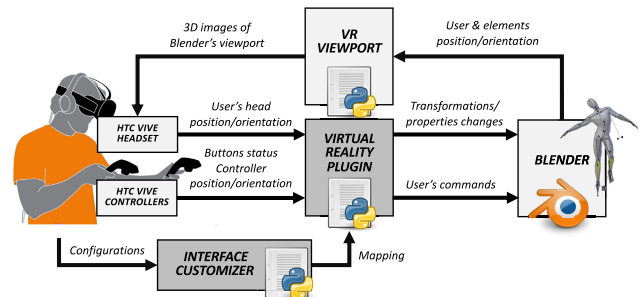 3D images of
Blender's viewport
VR
VIEWPORT
User & elements
position/orientation
HTC VIVE
HEADSET
User's head
position/orientation
VIRTUAL
REALITY
PLUGIN
Transformations/
properties changes
BLENDER
Buttons status
Controller
position/orientation
HTC VIVE
CONTROLLERS
User's commands
Configurations
INTERFACE
CUSTOMIZER
Mapping